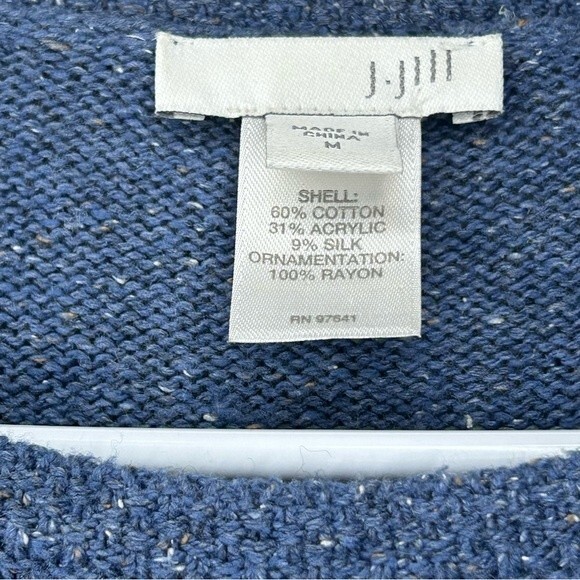 J.Jill
MADE IN
CHINA
M
SHELL:
60% COTTON
31% ACRYLIC
9% SILK
ORNAMENTATION:
100% RAYON
RN 97641